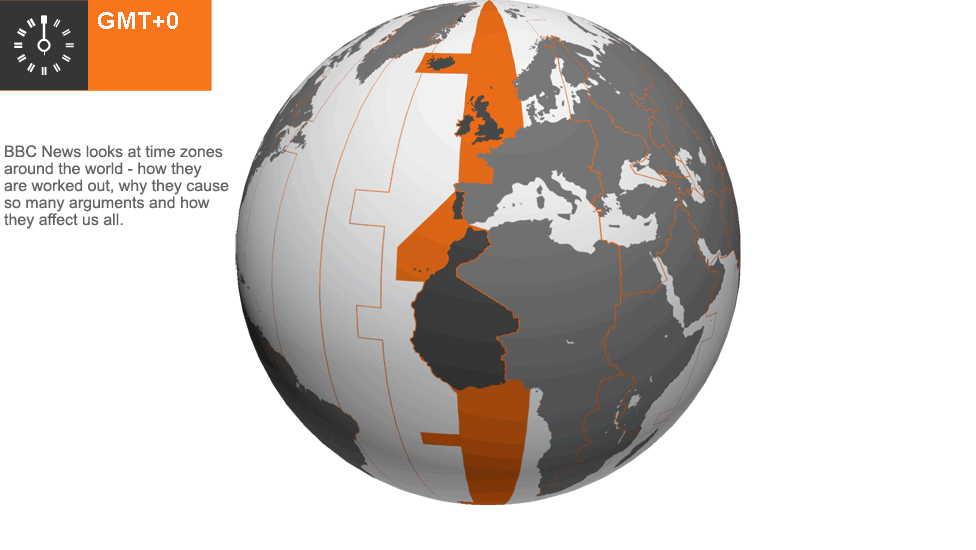 GMT+0
BBC News looks at time zones
around the world - how they
are worked out, why they cause
so many arguments and how
they affect us all.